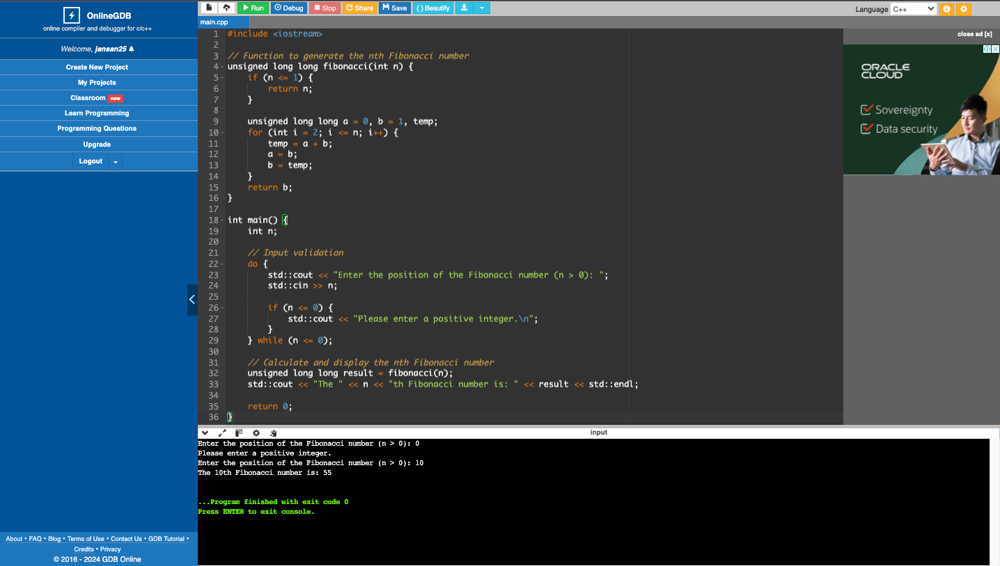 OnlineGDB
online compiler and debugger for c/c++
Welcome, jansan25
Create New Project
My Projects
Classroom new
Learn Programming
Programming Questions
Upgrade
Logout
About • FAQ • Blog • Terms of Use • Contact Us • GDB Tutorial •
Credits • Privacy
© 2016 - 2024 GDB Online
Run Debug Stop Share Save { } Beautify
Language C++
main.cpp
1 #include <iostream>
2
3 // Function to generate the nth Fibonacci number
4 unsigned long long fibonacci(int n) {
5     if (n <= 1) {
6         return n;
7     }
8
9     unsigned long long a = 0, b = 1, temp;
10     for (int i = 2; i <= n; i++) {
11         temp = a + b;
12         a = b;
13         b = temp;
14     }
15     return b;
16 }
17
18 int main() {
19     int n;
20
21     // Input validation
22     do {
23         std::cout << "Enter the position of the Fibonacci number (n > 0): ";
24         std::cin >> n;
25
26         if (n <= 0) {
27             std::cout << "Please enter a positive integer.\n";
28         }
29     } while (n <= 0);
30
31     // Calculate and display the nth Fibonacci number
32     unsigned long long result = fibonacci(n);
33     std::cout << "The " << n << "th Fibonacci number is: " << result << std::endl;
34
35     return 0;
36 }
close ad [x]
ORACLE
CLOUD
Sovereignty
Data security
input
Enter the position of the Fibonacci number (n > 0): 0
Please enter a positive integer.
Enter the position of the Fibonacci number (n > 0): 10
The 10th Fibonacci number is: 55
...Program finished with exit code 0
Press ENTER to exit console.